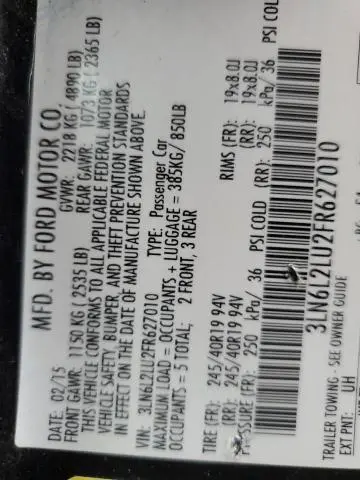 MFD. BY FORD MOTOR CO.
DATE: 02/15 GVWR: 2218 KG ( 4890 LB)
FRONT GAWR: 1150 KG ( 2535 LB) REAR GAWR: 1073 KG ( 2365 LB)
THIS VEHICLE CONFORMS TO ALL APPLICABLE FEDERAL MOTOR
VEHICLE SAFETY, BUMPER, AND THEFT PREVENTION STANDARDS
IN EFFECT ON THE DATE OF MANUFACTURE SHOWN ABOVE.
VIN: 3LN6L2LU2FR627010 TYPE: Passenger Car
MAXIMUM LOAD = OCCUPANTS + LUGGAGE = 385KG/ 850LB
OCCUPANTS = 5 TOTAL; 2 FRONT, 3 REAR
TIRE (FR): 245/40R19 94V RIMS (FR): 19x8.0J
(RR): 245/40R19 94V (RR): 19x8.0J
PRESSURE (FR): 250 kPa/ 36 PSI COLD (RR): 250 kPa/ 36 PSI COLD
3LN6L2LU2FR627010
TRAILER TOWING - SEE OWNER GUIDE
EXT PNT: UH